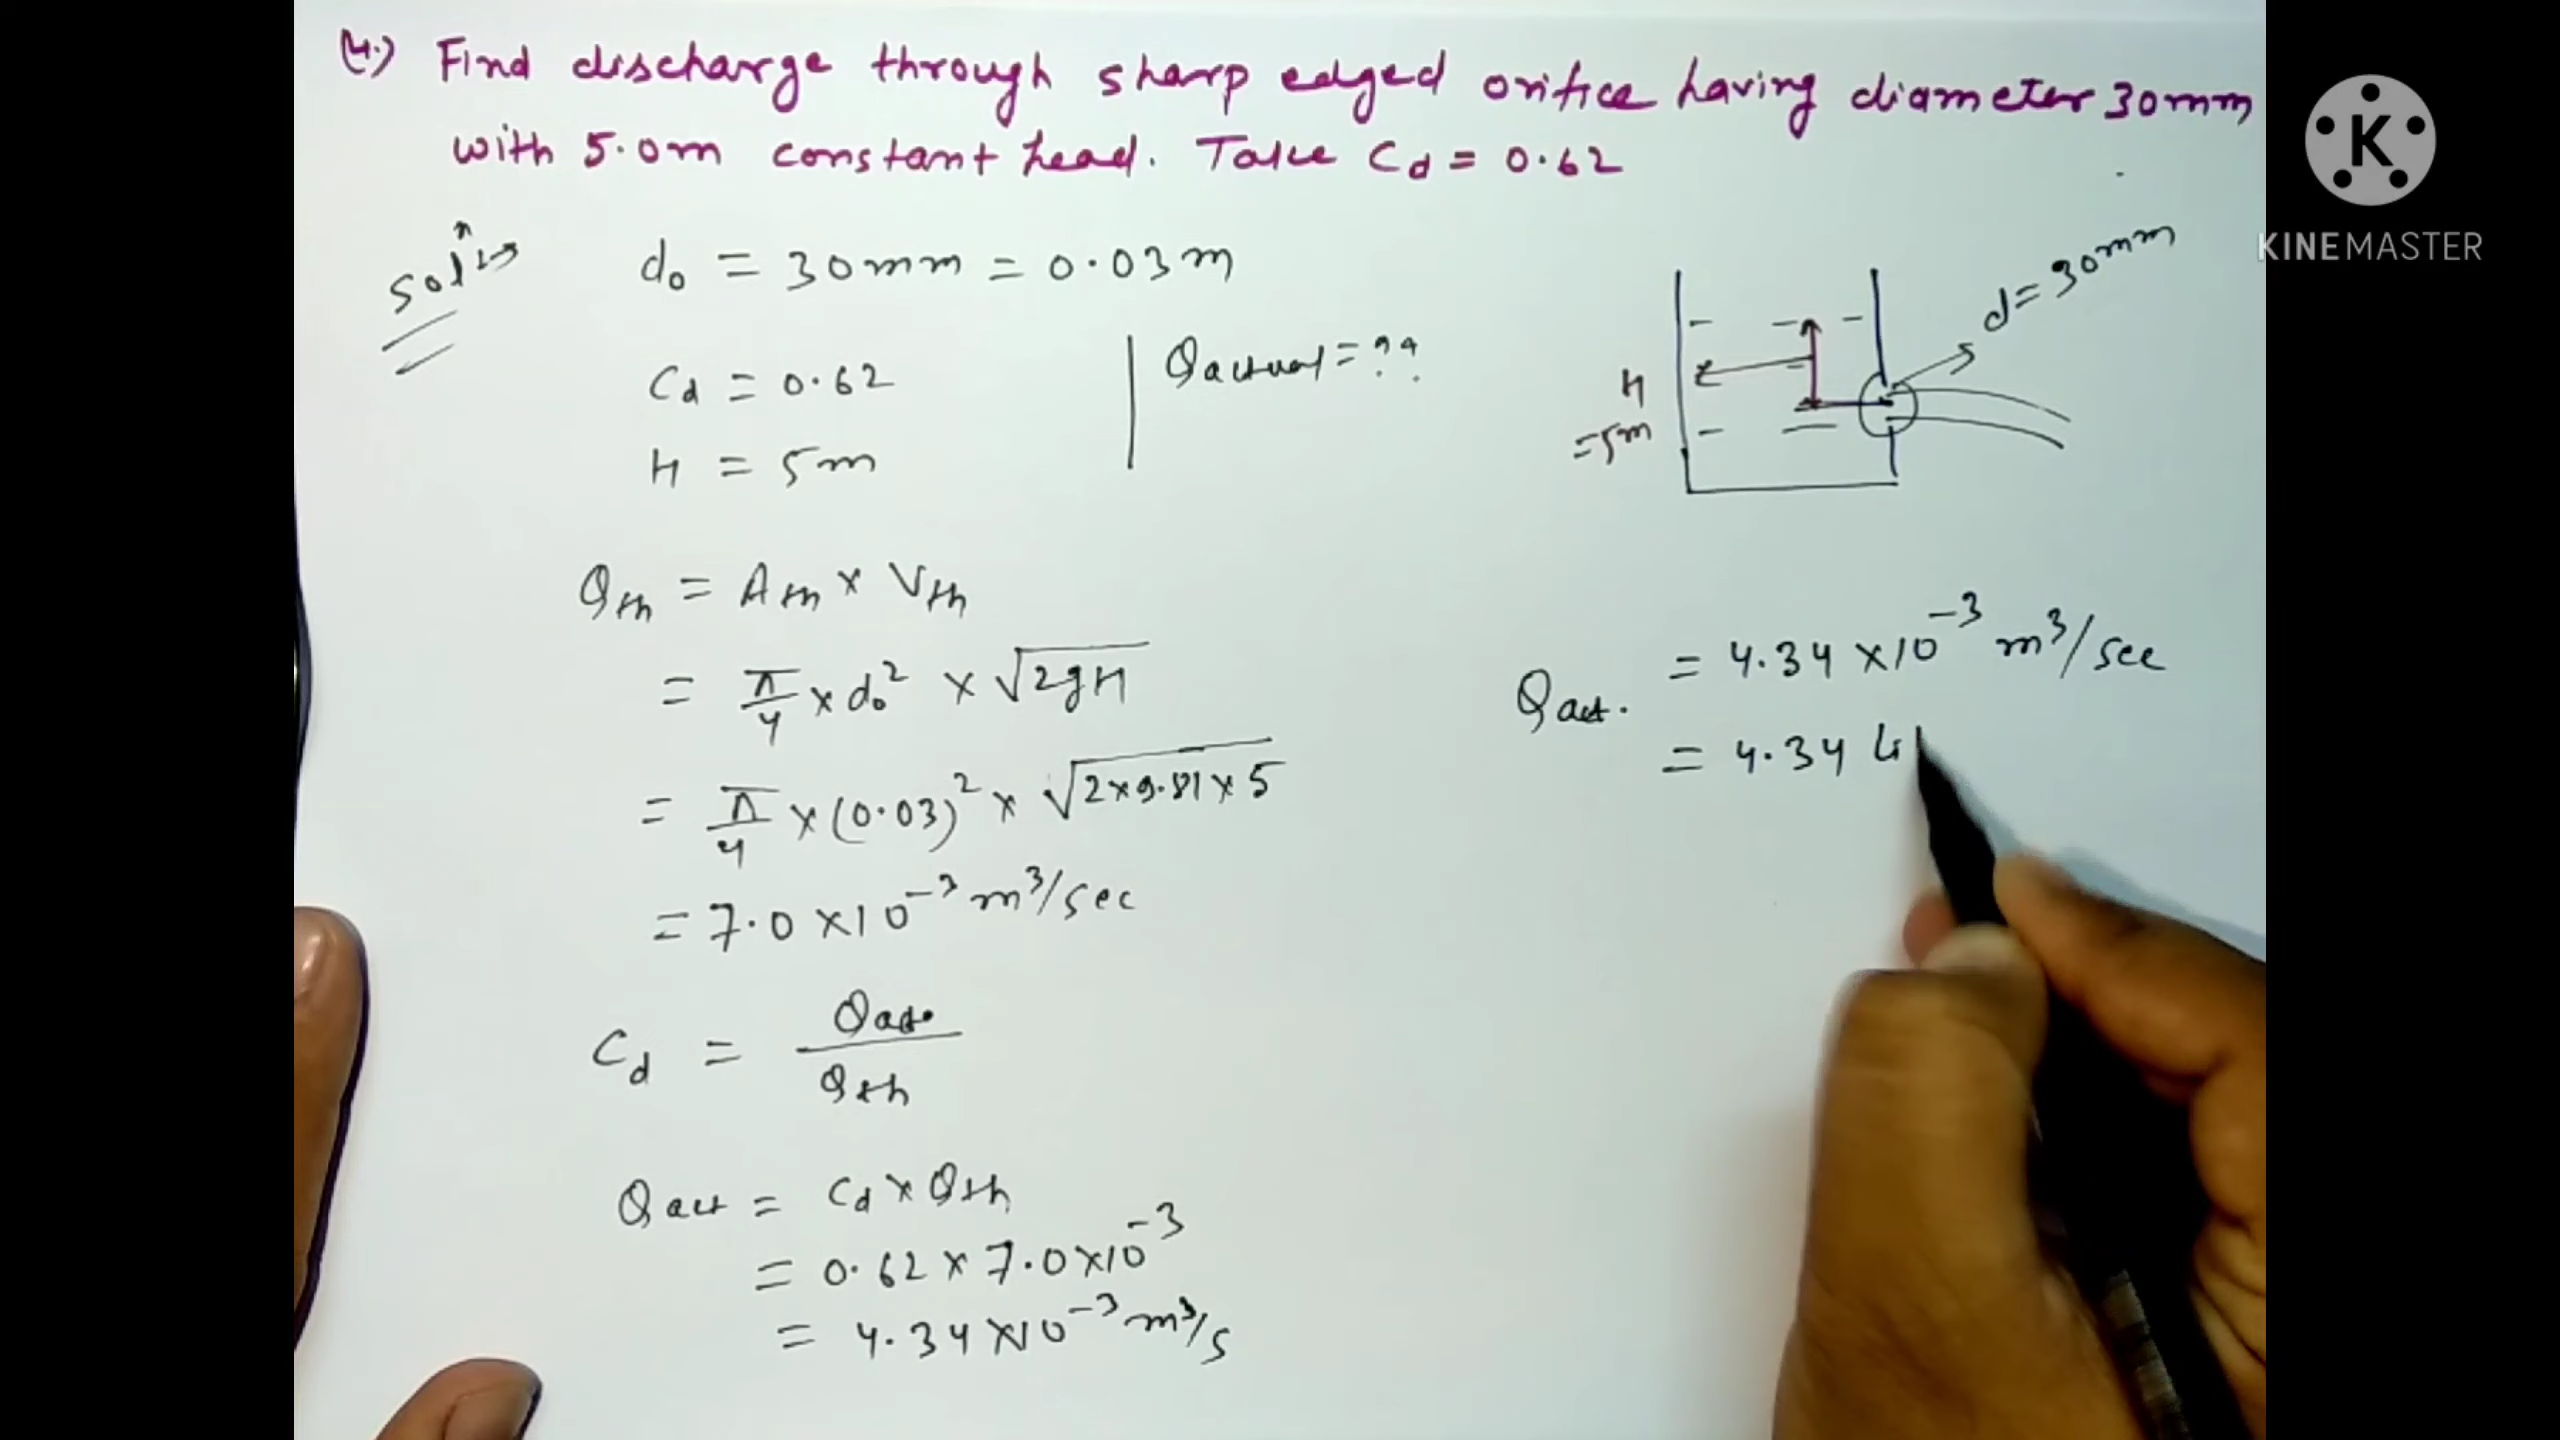 (4.) Find discharge through sharp edged orifice having diameter 30mm
with 5.0m constant head. Take Cd = 0.62
K
KINEMASTER
Solⁿ
d₀ = 30mm = 0.03m
d=30mm
Cd = 0.62
Qactual = ??
H
=5m
H = 5m
Qth = Ath × Vth
= π/4 × d₀² × √2gH
= π/4 × (0.03)² × √2×9.81×5
= 7.0 × 10⁻³ m³/sec
Cd = Qact. / Qth
Qact = Cd × Qth
= 0.62 × 7.0×10⁻³
= 4.34 ×10⁻³ m³/s
Qact. = 4.34 ×10⁻³ m³/sec
= 4.34 li